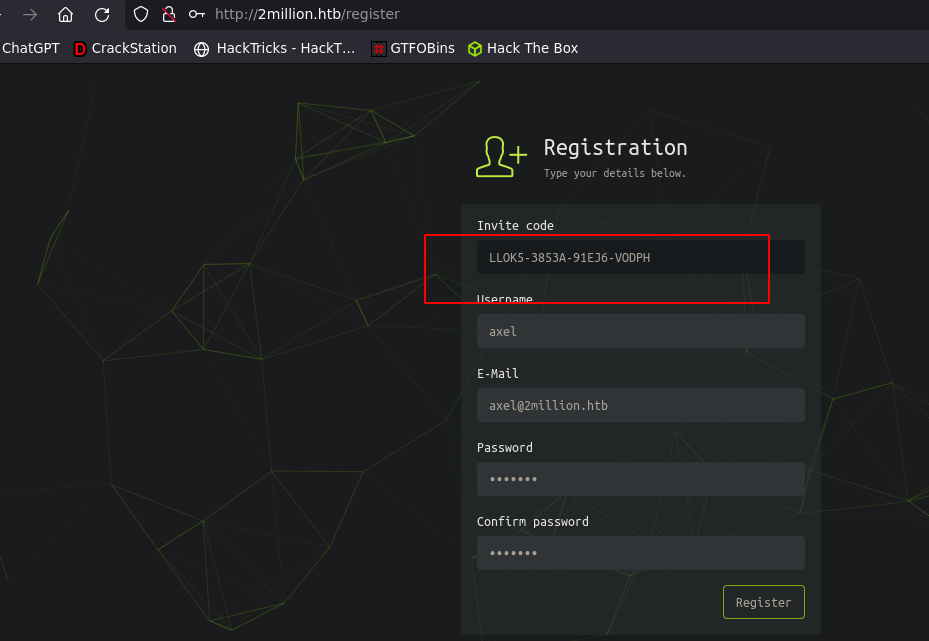 http://2million.htb/register
ChatGPT CrackStation HackTricks - HackT... GTFOBins Hack The Box
Registration
Type your details below.
Invite code
LLOK5-3853A-91EJ6-VODPH
Username
axel
E-Mail
axel@2million.htb
Password
•••••••
Confirm password
•••••••
Register